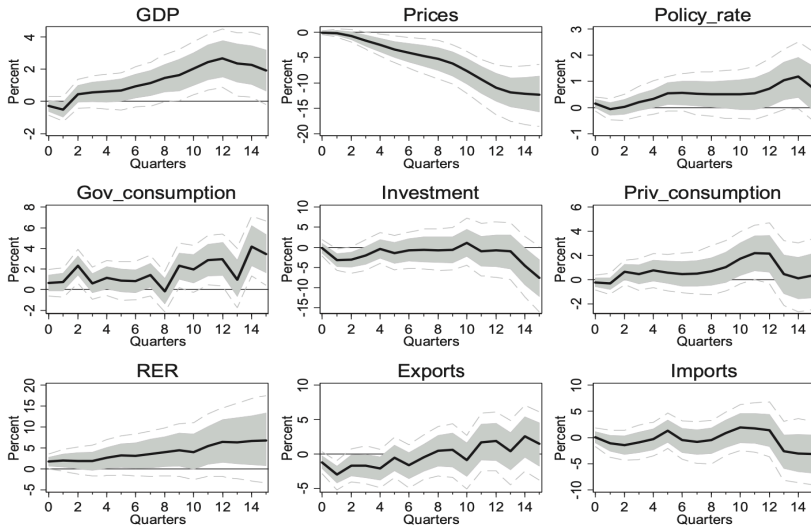 GDP
Percent
-2 0 2 4
0 2 4 6 8 10 12 14
Quarters
Prices
Percent
-20 -15 -10 -5 0
0 2 4 6 8 10 12 14
Quarters
Policy_rate
Percent
-1 0 1 2 3
0 2 4 6 8 10 12 14
Quarters
Gov_consumption
Percent
-2 0 2 4 6 8
0 2 4 6 8 10 12 14
Quarters
Investment
Percent
-15 -10 -5 0 5 10
0 2 4 6 8 10 12 14
Quarters
Priv_consumption
Percent
-2 0 2 4 6
0 2 4 6 8 10 12 14
Quarters
RER
Percent
-5 0 5 10 15 20
0 2 4 6 8 10 12 14
Quarters
Exports
Percent
-5 0 5 10
0 2 4 6 8 10 12 14
Quarters
Imports
Percent
-10 -5 0 5 10
0 2 4 6 8 10 12 14
Quarters